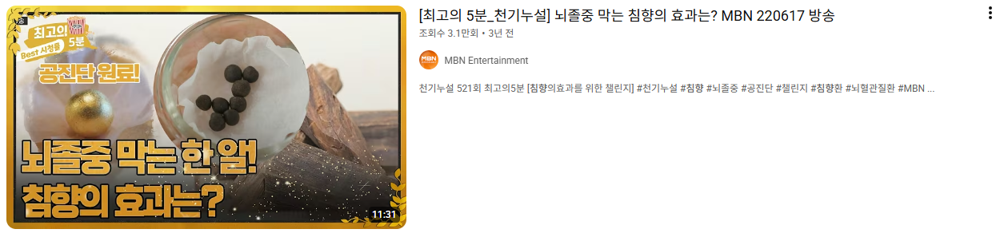 최고의
5분
Best 시청률
공진단 원료!
뇌졸중 막는 한 알!
침향의 효과는?
11:31
[최고의 5분_천기누설] 뇌졸중 막는 침향의 효과는? MBN 220617 방송
조회수 3.1만회 • 3년 전
MBN
MBN Entertainment
천기누설 521회 최고의5분 [침향의효과를 위한 챌린지] #천기누설 #침향 #뇌졸중 #공진단 #챌린지 #침향환 #뇌혈관질환 #MBN ...